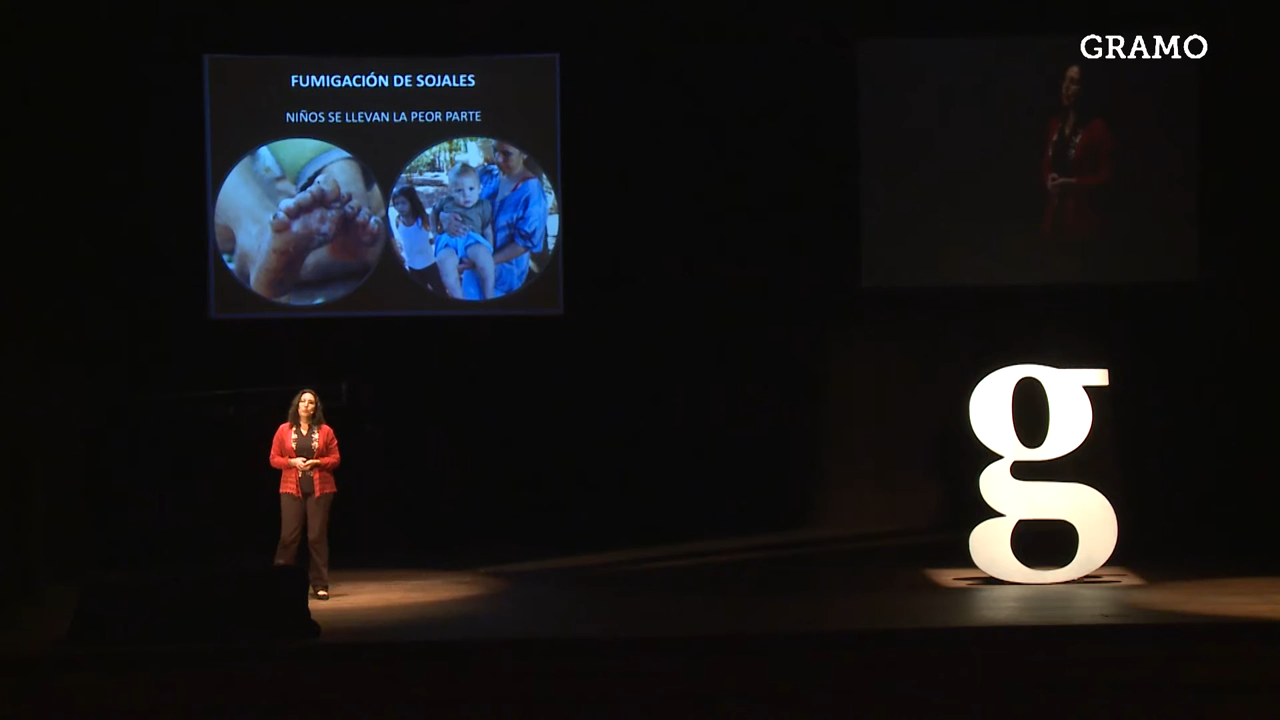 GRAMO
FUMIGACIÓN DE SOJALES
NIÑOS SE LLEVAN LA PEOR PARTE
g